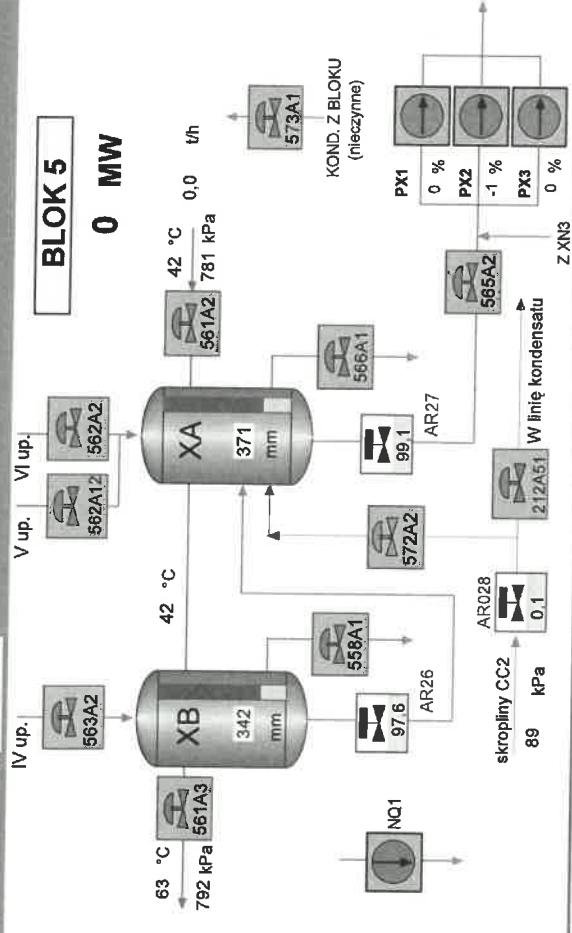 BLOK 5
0 MW
IV up.
V up.
VI up.
563A2
562A12
562A2
63 °C
792 kPa
561A3
XB
342
mm
42 °C
XA
371
mm
561A2
42 °C
781 kPa
0,0 t/h
573A1
KOND. Z BLOKU
(nieczynne)
558A1
566A1
97.6
AR26
99.1
AR27
572A2
565A2
PX1
0 %
PX2
-1 %
PX3
0 %
Z XN3
NQ1
skropliny CC2
89 kPa
AR028
0,1
212A51
W linię kondensatu